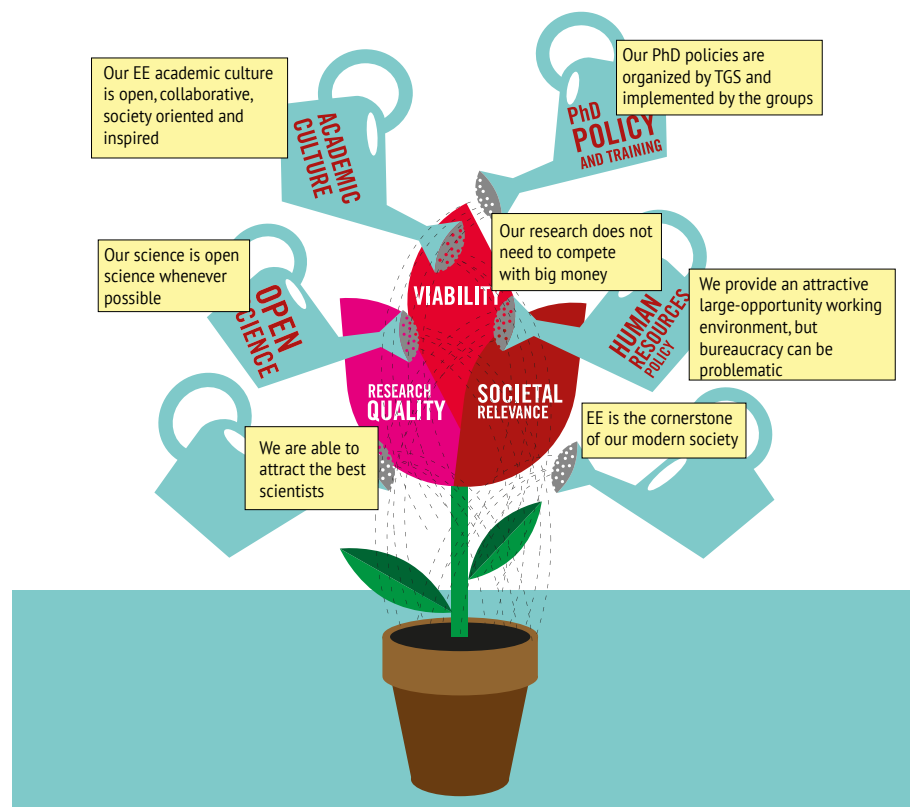 Our EE academic culture
is open, collaborative,
society oriented and
inspired
ACADEMIC
CULTURE
Our PhD policies are
organized by TGS and
implemented by the groups
PhD
POLICY
AND TRAINING
Our science is open
science whenever
possible
OPEN
CIENCE
Our research does not
need to compete
with big money
VIABILITY
We provide an attractive
large-opportunity working
environment, but
bureaucracy can be
problematic
HUMAN
RESOURCES
POLICY
RESEARCH
QUALITY
SOCIETAL
RELEVANCE
We are able to
attract the best
scientists
EE is the cornerstone
of our modern society